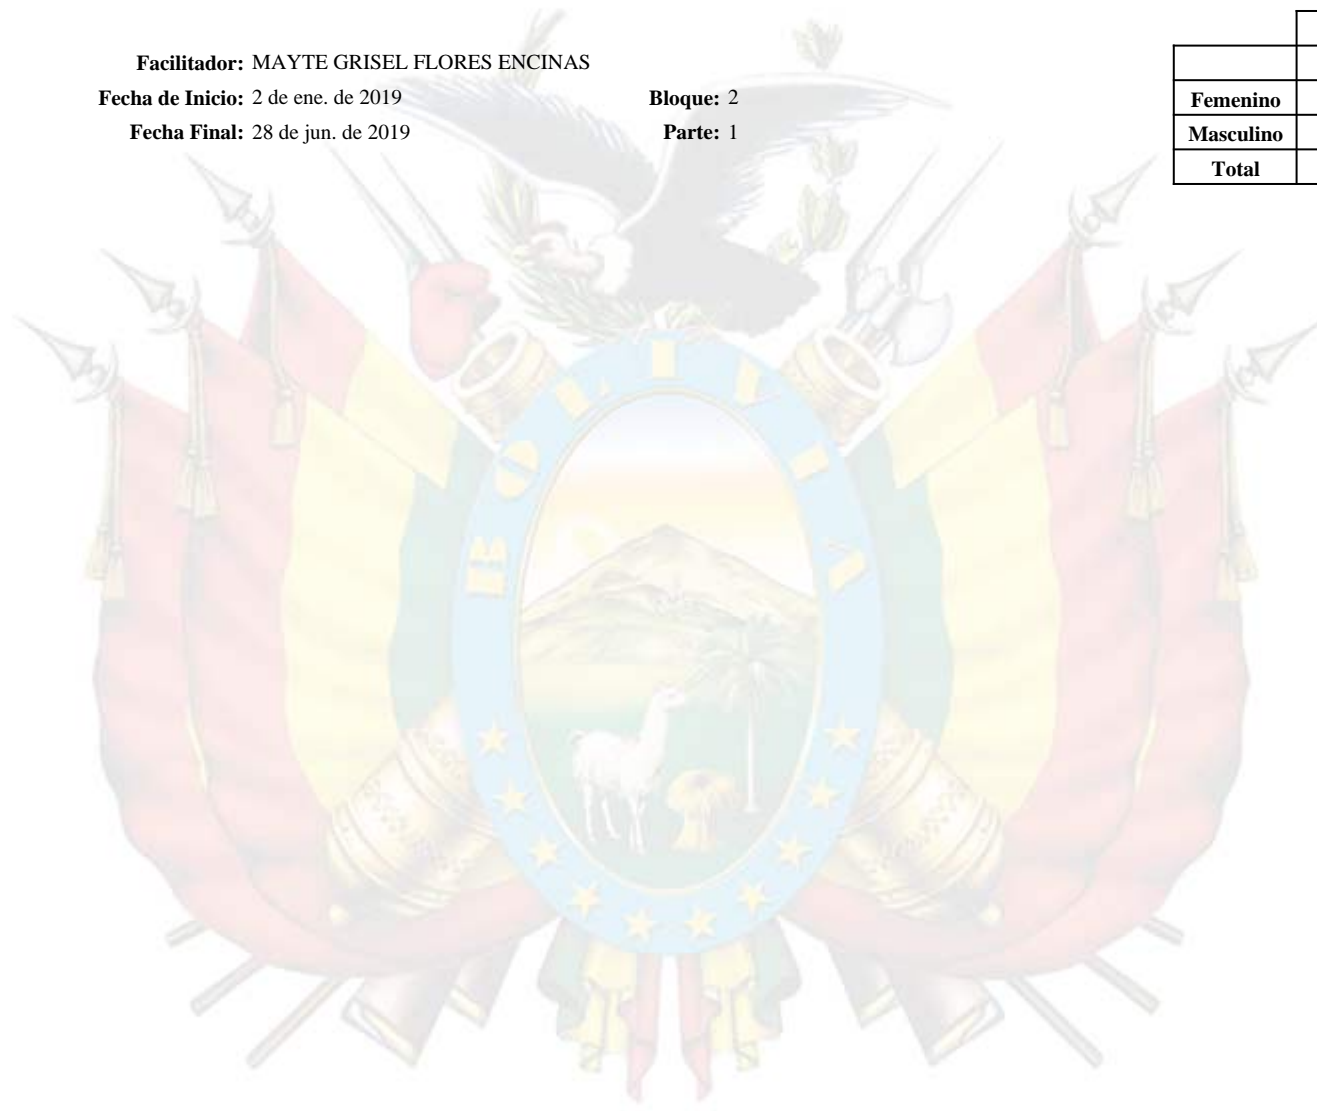 Facilitador: MAYTE GRISEL FLORES ENCINAS
Fecha de Inicio: 2 de ene. de 2019 Bloque: 2
Fecha Final: 28 de jun. de 2019 Parte: 1
Femenino
Masculino
Total
BOLIVIA